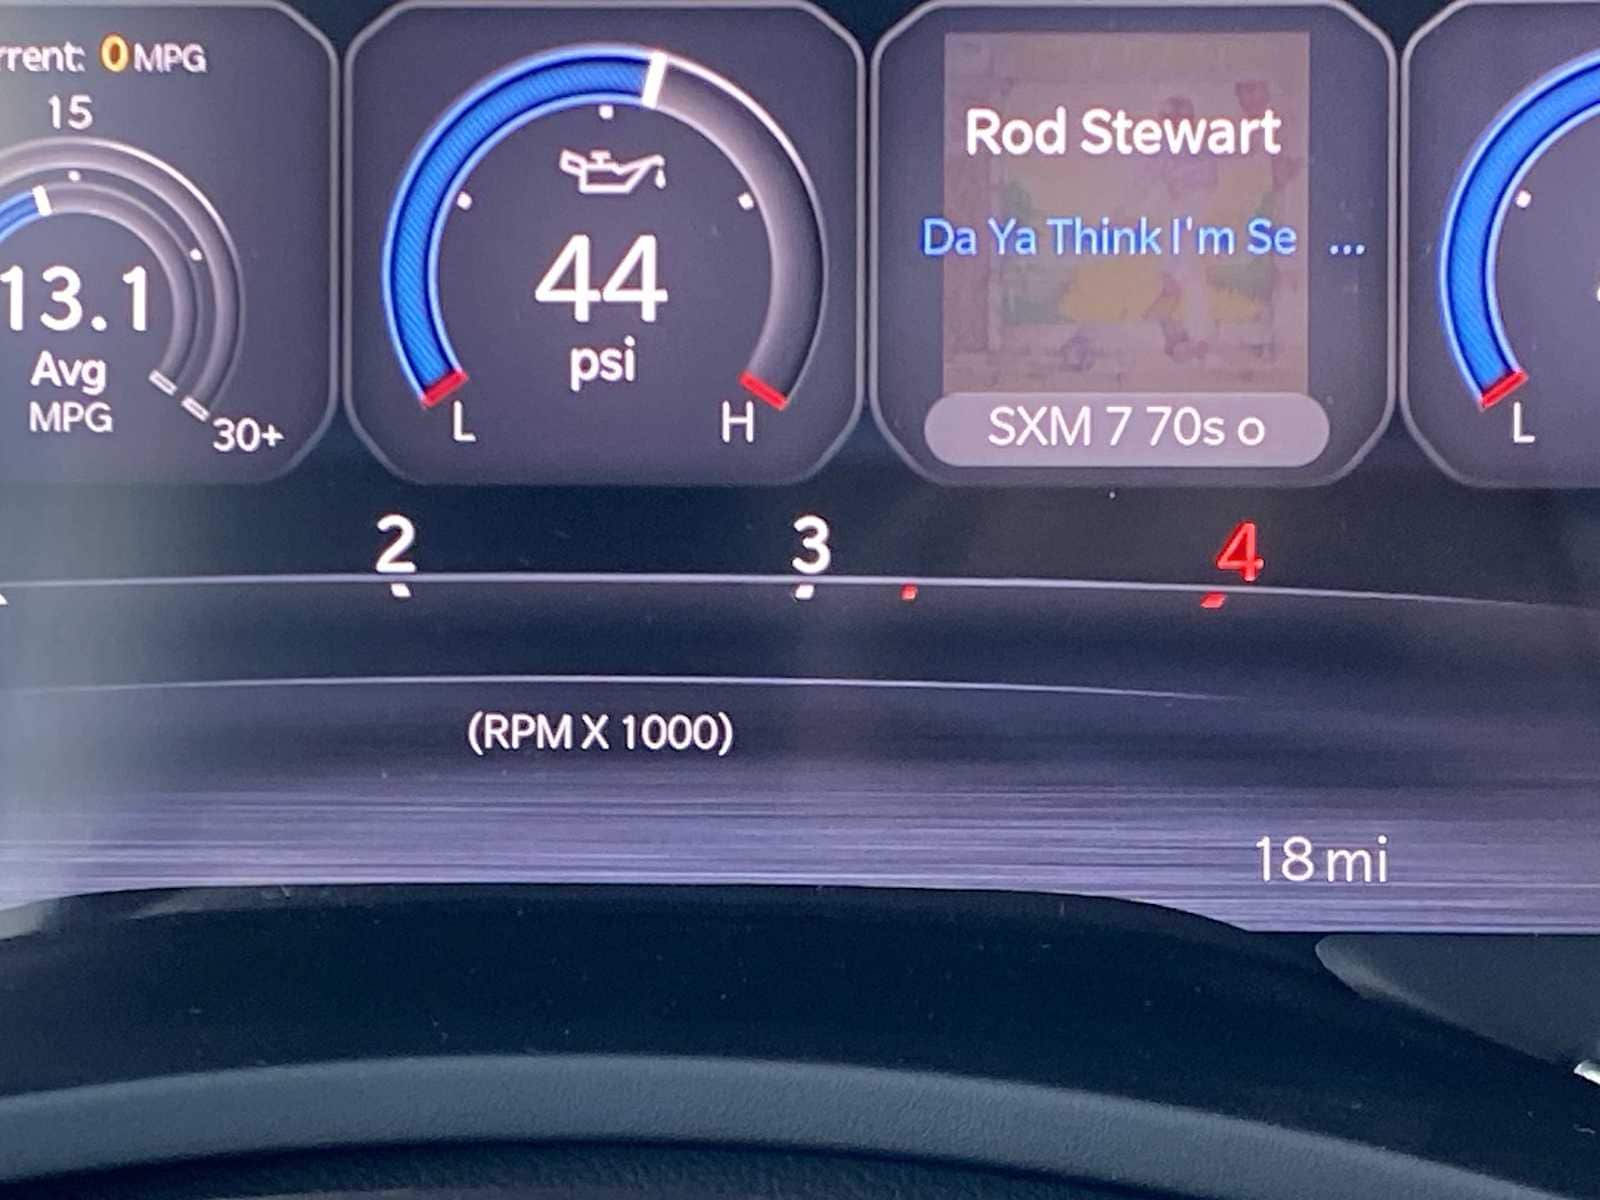 rrent: 0 MPG
15
13.1
Avg
MPG
30+
44
psi
L H
Rod Stewart
Da Ya Think I'm Se ...
SXM 7 70s o
L
2 3 4
(RPM X 1000)
18 mi